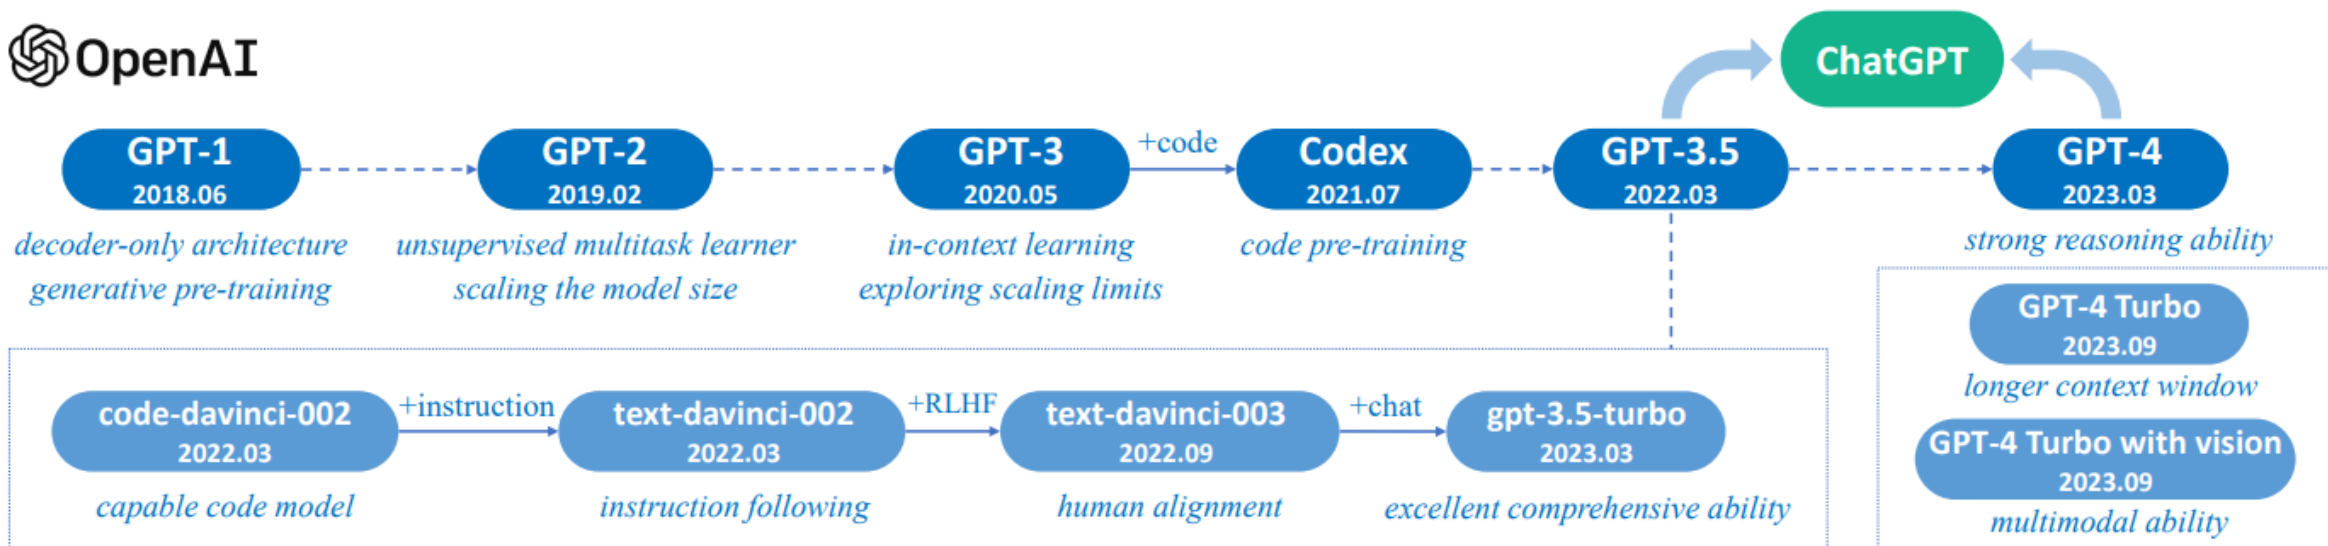 OpenAI
ChatGPT
GPT-1
2018.06
decoder-only architecture
generative pre-training
GPT-2
2019.02
unsupervised multitask learner
scaling the model size
GPT-3
2020.05
in-context learning
exploring scaling limits
+code
Codex
2021.07
code pre-training
GPT-3.5
2022.03
GPT-4
2023.03
strong reasoning ability
code-davinci-002
2022.03
capable code model
+instruction
text-davinci-002
2022.03
instruction following
+RLHF
text-davinci-003
2022.09
human alignment
+chat
gpt-3.5-turbo
2023.03
excellent comprehensive ability
GPT-4 Turbo
2023.09
longer context window
GPT-4 Turbo with vision
2023.09
multimodal ability